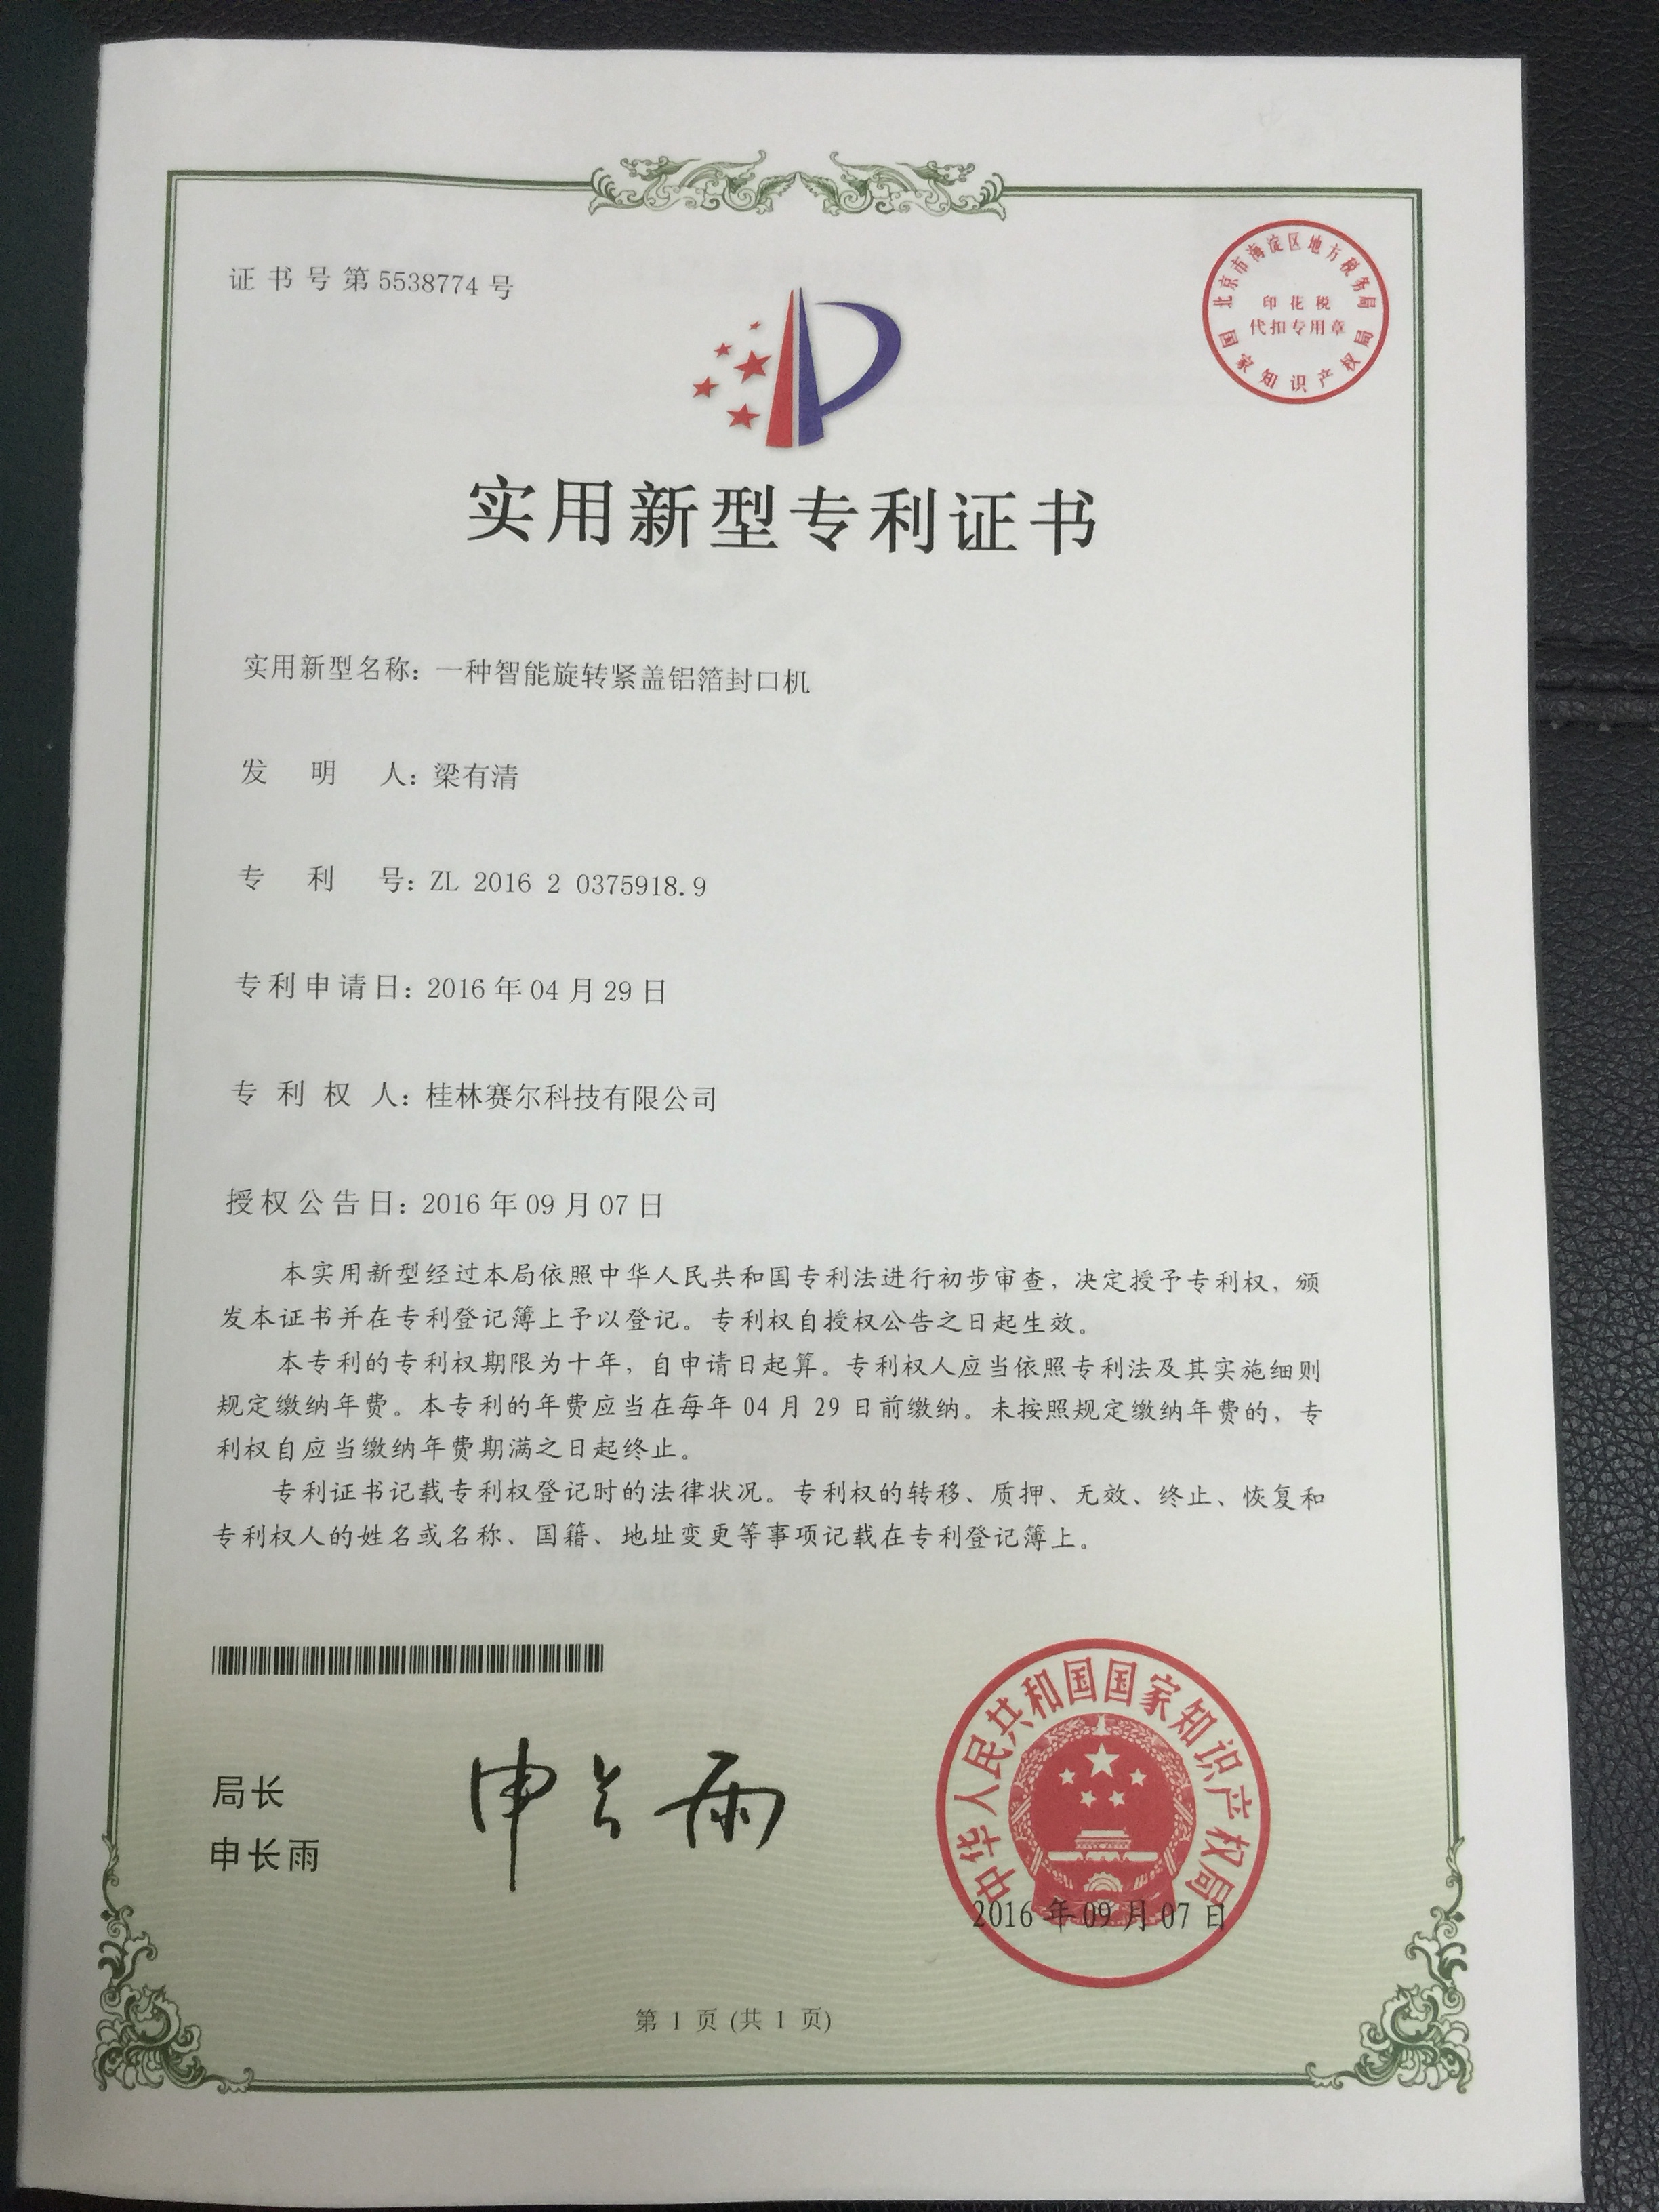 证书号第5538774号
北京市海淀区地方税务局
印花税
代扣专用章
国家知识产权局
实用新型专利证书
实用新型名称：一种智能旋转紧盖铝箔封口机
发明人：梁有清
专利号：ZL 2016 2 0375918.9
专利申请日：2016年04月29日
专利权人：桂林赛尔科技有限公司
授权公告日：2016年09月07日
本实用新型经过本局依照中华人民共和国专利法进行初步审查，决定授予专利权，颁
发本证书并在专利登记簿上予以登记。专利权自授权公告之日起生效。
本专利的专利权期限为十年，自申请日起算。专利权人应当依照专利法及其实施细则
规定缴纳年费。本专利的年费应当在每年04月29日前缴纳。未按照规定缴纳年费的，专
利权自应当缴纳年费期满之日起终止。
专利证书记载专利权登记时的法律状况。专利权的转移、质押、无效、终止、恢复和
专利权人的姓名或名称、国籍、地址变更等事项记载在专利登记簿上。
局长
申长雨
申长雨
中华人民共和国国家知识产权局
2016年09月07日
第1页(共1页)